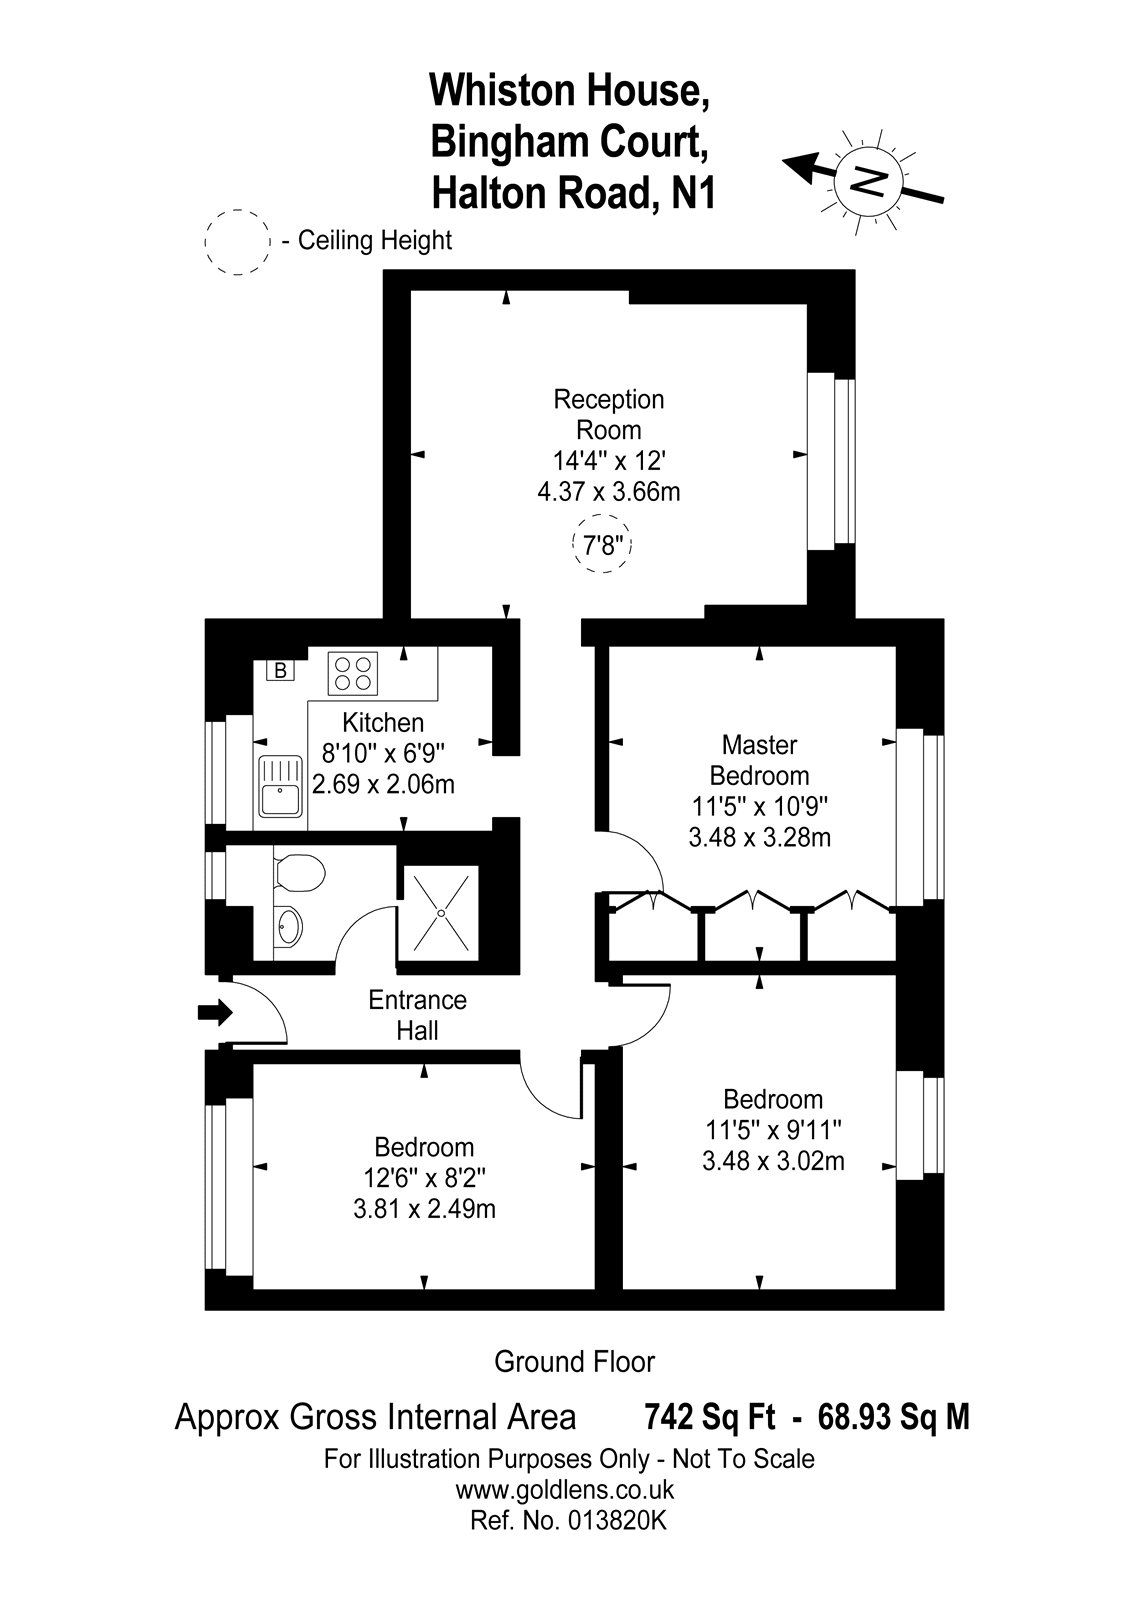 Whiston House,
Bingham Court,
Halton Road, N1
N
- Ceiling Height
Reception
Room
14'4" x 12'
4.37 x 3.66m
7'8"
B
Kitchen
8'10" x 6'9"
2.69 x 2.06m
Master
Bedroom
11'5" x 10'9"
3.48 x 3.28m
Entrance
Hall
Bedroom
11'5" x 9'11"
3.48 x 3.02m
Bedroom
12'6" x 8'2"
3.81 x 2.49m
Ground Floor
Approx Gross Internal Area 742 Sq Ft - 68.93 Sq M
For Illustration Purposes Only - Not To Scale
www.goldlens.co.uk
Ref. No. 013820K